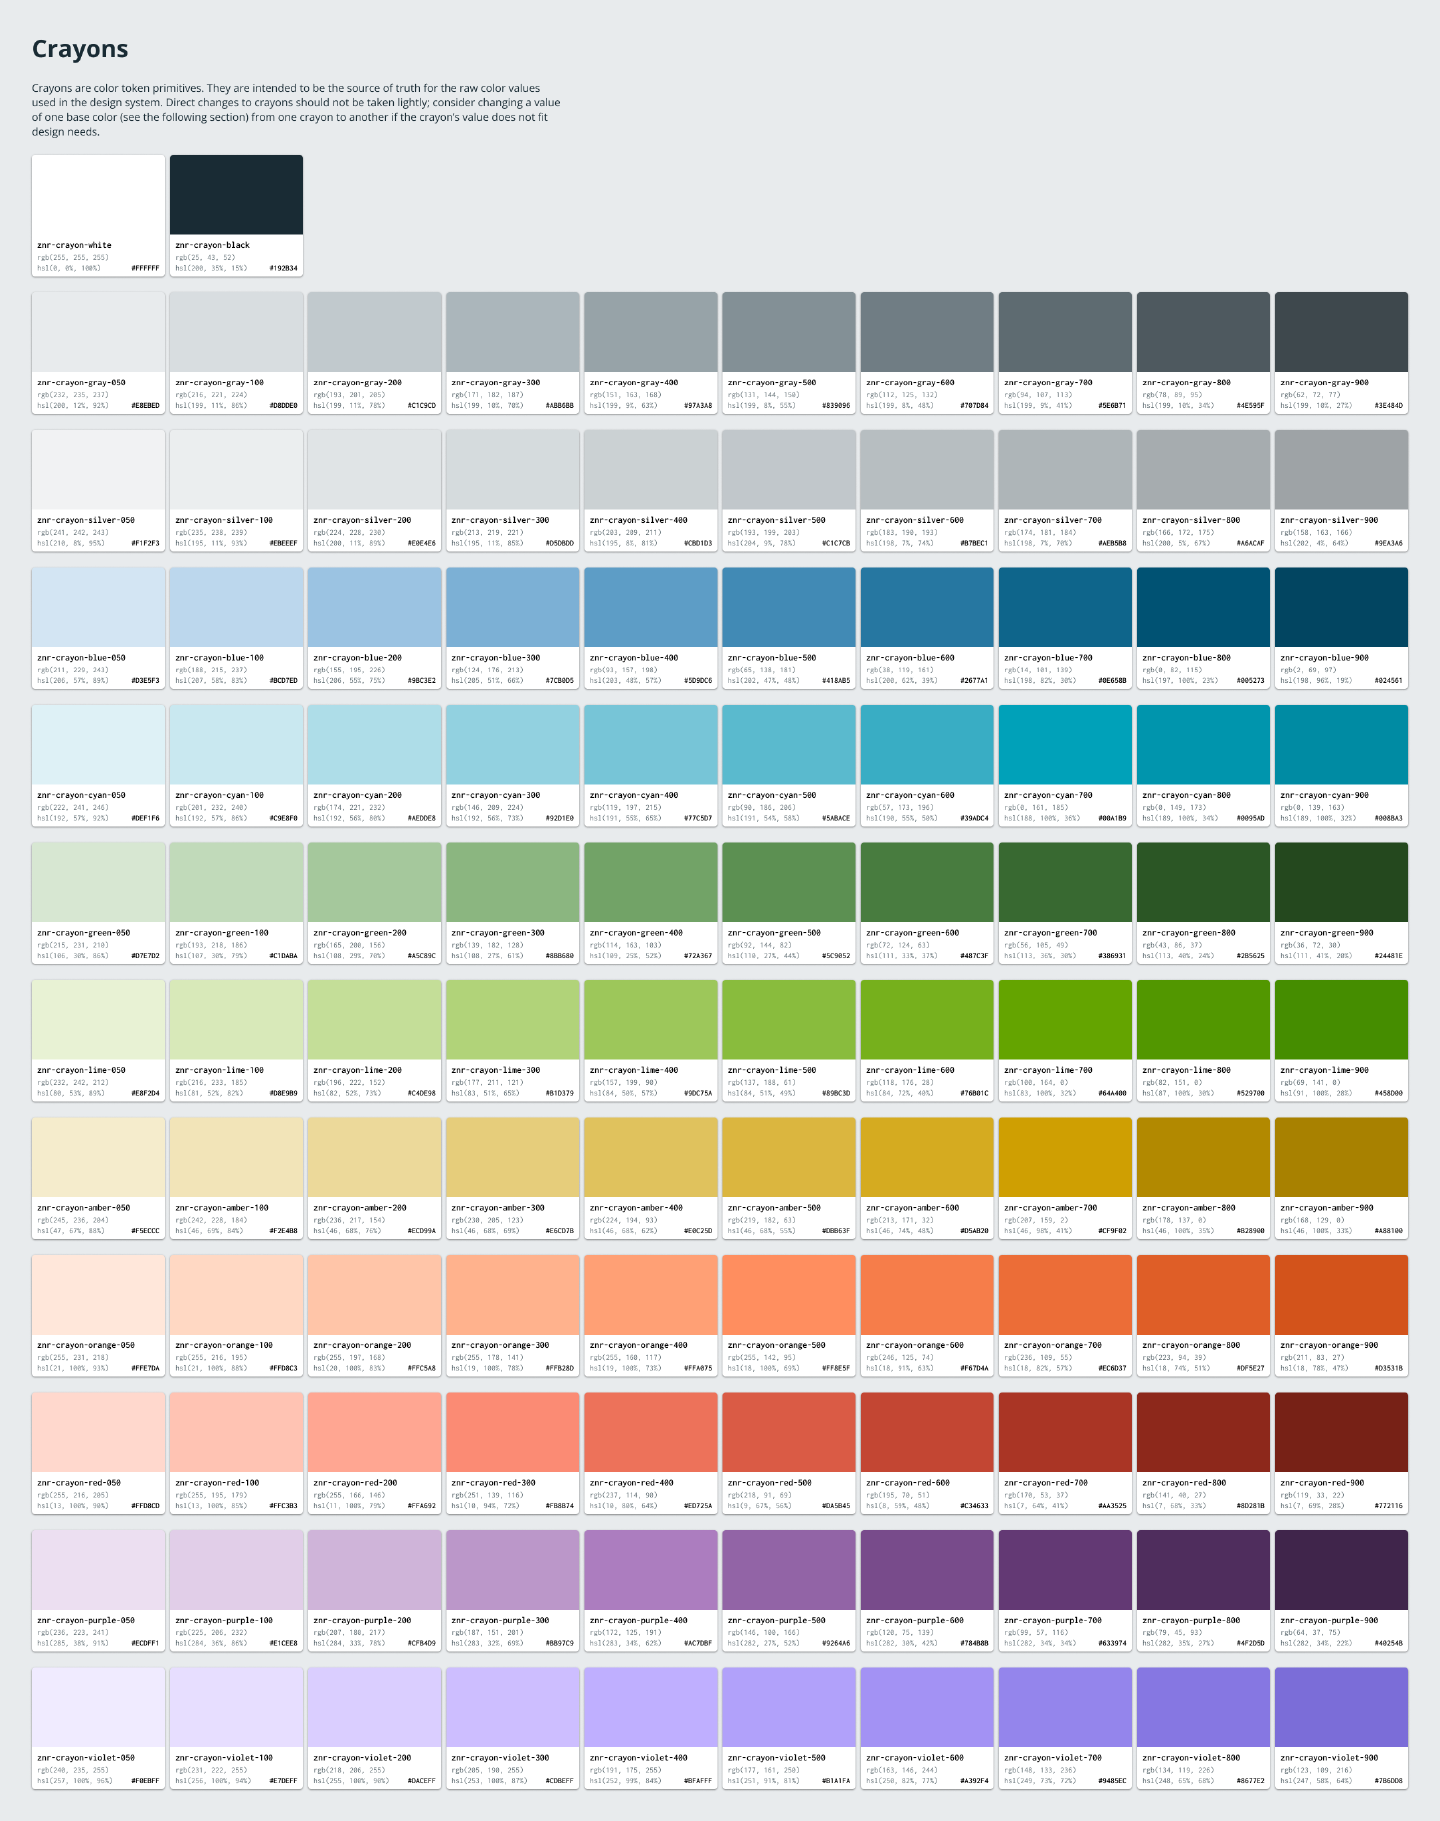 Crayons
Crayons are color token primitives. They are intended to be the source of truth for the raw color values
used in the design system. Direct changes to crayons should not be taken lightly; consider changing a value
of one base color (see the following section) from one crayon to another if the crayon's value does not fit
design needs.
znr-crayon-white znr-crayon-black
rgb(255, 255, 255) rgb(25, 43, 52)
hsl(0, 0%, 100%) #FFFFFF hsl(200, 35%, 15%) #192B34
znr-crayon-gray-050 znr-crayon-gray-100 znr-crayon-gray-200 znr-crayon-gray-300 znr-crayon-gray-400 znr-crayon-gray-500 znr-crayon-gray-600 znr-crayon-gray-700 znr-crayon-gray-800 znr-crayon-gray-900
rgb(232, 235, 237) rgb(216, 221, 224) rgb(193, 201, 205) rgb(171, 182, 187) rgb(151, 163, 168) rgb(131, 144, 150) rgb(112, 125, 132) rgb(94, 107, 113) rgb(78, 89, 95) rgb(62, 72, 77)
hsl(200, 12%, 92%) #E8EBED hsl(199, 11%, 86%) #D8DDE0 hsl(199, 11%, 78%) #C1C9CD hsl(199, 10%, 70%) #ABB6BB hsl(199, 9%, 63%) #97A3A8 hsl(199, 8%, 55%) #839096 hsl(199, 8%, 48%) #707D84 hsl(199, 9%, 41%) #5E6B71 hsl(199, 10%, 34%) #4E595F hsl(199, 10%, 27%) #3E484D
znr-crayon-silver-050 znr-crayon-silver-100 znr-crayon-silver-200 znr-crayon-silver-300 znr-crayon-silver-400 znr-crayon-silver-500 znr-crayon-silver-600 znr-crayon-silver-700 znr-crayon-silver-800 znr-crayon-silver-900
rgb(241, 242, 243) rgb(235, 238, 239) rgb(224, 228, 230) rgb(213, 219, 221) rgb(203, 209, 211) rgb(193, 199, 203) rgb(183, 190, 193) rgb(174, 181, 184) rgb(166, 172, 175) rgb(158, 163, 166)
hsl(210, 8%, 95%) #F1F2F3 hsl(195, 11%, 93%) #EBEEEF hsl(200, 11%, 89%) #E0E4E6 hsl(195, 11%, 85%) #D5DBDD hsl(195, 8%, 81%) #CBD1D3 hsl(204, 9%, 78%) #C1C7CB hsl(198, 7%, 74%) #B7BEC1 hsl(198, 7%, 70%) #AEB5B8 hsl(200, 5%, 67%) #A6ACAF hsl(202, 4%, 64%) #9EA3A6
znr-crayon-blue-050 znr-crayon-blue-100 znr-crayon-blue-200 znr-crayon-blue-300 znr-crayon-blue-400 znr-crayon-blue-500 znr-crayon-blue-600 znr-crayon-blue-700 znr-crayon-blue-800 znr-crayon-blue-900
rgb(211, 229, 243) rgb(188, 215, 237) rgb(155, 195, 226) rgb(124, 176, 213) rgb(93, 157, 198) rgb(65, 138, 181) rgb(38, 119, 161) rgb(14, 101, 139) rgb(0, 82, 115) rgb(2, 69, 97)
hsl(206, 57%, 89%) #D3E5F3 hsl(207, 58%, 83%) #BCD7ED hsl(206, 55%, 75%) #9BC3E2 hsl(205, 51%, 66%) #7CB0D5 hsl(203, 48%, 57%) #5D9DC6 hsl(202, 47%, 48%) #418AB5 hsl(200, 62%, 39%) #2677A1 hsl(198, 82%, 30%) #0E658B hsl(197, 100%, 23%) #005273 hsl(198, 96%, 19%) #024561
znr-crayon-cyan-050 znr-crayon-cyan-100 znr-crayon-cyan-200 znr-crayon-cyan-300 znr-crayon-cyan-400 znr-crayon-cyan-500 znr-crayon-cyan-600 znr-crayon-cyan-700 znr-crayon-cyan-800 znr-crayon-cyan-900
rgb(222, 241, 246) rgb(201, 232, 240) rgb(174, 221, 232) rgb(146, 209, 224) rgb(119, 197, 215) rgb(90, 186, 206) rgb(57, 173, 196) rgb(0, 161, 185) rgb(0, 149, 173) rgb(0, 139, 163)
hsl(192, 57%, 92%) #DEF1F6 hsl(192, 57%, 86%) #C9E8F0 hsl(192, 56%, 80%) #AEDDE8 hsl(192, 56%, 73%) #92D1E0 hsl(191, 55%, 65%) #77C5D7 hsl(191, 54%, 58%) #5ABACE hsl(190, 55%, 50%) #39ADC4 hsl(188, 100%, 36%) #00A1B9 hsl(189, 100%, 34%) #0095AD hsl(189, 100%, 32%) #008BA3
znr-crayon-green-050 znr-crayon-green-100 znr-crayon-green-200 znr-crayon-green-300 znr-crayon-green-400 znr-crayon-green-500 znr-crayon-green-600 znr-crayon-green-700 znr-crayon-green-800 znr-crayon-green-900
rgb(215, 231, 210) rgb(193, 218, 186) rgb(165, 200, 156) rgb(139, 182, 128) rgb(114, 163, 103) rgb(92, 144, 82) rgb(72, 124, 63) rgb(56, 105, 49) rgb(43, 86, 37) rgb(36, 72, 30)
hsl(106, 30%, 86%) #D7E7D2 hsl(107, 30%, 79%) #C1DABA hsl(108, 29%, 70%) #A5C89C hsl(108, 27%, 61%) #8BB680 hsl(109, 25%, 52%) #72A367 hsl(110, 27%, 44%) #5C9052 hsl(111, 33%, 37%) #487C3F hsl(113, 36%, 30%) #386931 hsl(113, 40%, 24%) #2B5625 hsl(111, 41%, 20%) #24481E
znr-crayon-lime-050 znr-crayon-lime-100 znr-crayon-lime-200 znr-crayon-lime-300 znr-crayon-lime-400 znr-crayon-lime-500 znr-crayon-lime-600 znr-crayon-lime-700 znr-crayon-lime-800 znr-crayon-lime-900
rgb(232, 242, 212) rgb(216, 233, 185) rgb(196, 222, 152) rgb(177, 211, 121) rgb(157, 199, 90) rgb(137, 188, 61) rgb(118, 176, 28) rgb(100, 164, 0) rgb(82, 151, 0) rgb(69, 141, 0)
hsl(80, 53%, 89%) #E8F2D4 hsl(81, 52%, 82%) #D8E9B9 hsl(82, 52%, 73%) #C4DE98 hsl(83, 51%, 65%) #B1D379 hsl(84, 50%, 57%) #9DC75A hsl(84, 51%, 49%) #89BC3D hsl(84, 72%, 40%) #76B01C hsl(83, 100%, 32%) #64A400 hsl(87, 100%, 30%) #529700 hsl(91, 100%, 28%) #458D00
znr-crayon-amber-050 znr-crayon-amber-100 znr-crayon-amber-200 znr-crayon-amber-300 znr-crayon-amber-400 znr-crayon-amber-500 znr-crayon-amber-600 znr-crayon-amber-700 znr-crayon-amber-800 znr-crayon-amber-900
rgb(245, 236, 204) rgb(242, 228, 184) rgb(236, 217, 154) rgb(230, 205, 123) rgb(224, 194, 93) rgb(219, 182, 63) rgb(213, 171, 32) rgb(207, 159, 2) rgb(178, 137, 0) rgb(168, 129, 0)
hsl(47, 67%, 88%) #F5ECCC hsl(46, 69%, 84%) #F2E4B8 hsl(46, 68%, 76%) #ECD99A hsl(46, 68%, 69%) #E6CD7B hsl(46, 68%, 62%) #E0C25D hsl(46, 68%, 55%) #DBB63F hsl(46, 74%, 48%) #D5AB20 hsl(46, 98%, 41%) #CF9F02 hsl(46, 100%, 35%) #B28900 hsl(46, 100%, 33%) #A88100
znr-crayon-orange-050 znr-crayon-orange-100 znr-crayon-orange-200 znr-crayon-orange-300 znr-crayon-orange-400 znr-crayon-orange-500 znr-crayon-orange-600 znr-crayon-orange-700 znr-crayon-orange-800 znr-crayon-orange-900
rgb(255, 231, 218) rgb(255, 216, 195) rgb(255, 197, 168) rgb(255, 178, 141) rgb(255, 160, 117) rgb(255, 142, 95) rgb(246, 125, 74) rgb(236, 109, 55) rgb(223, 94, 39) rgb(211, 83, 27)
hsl(21, 100%, 93%) #FFE7DA hsl(21, 100%, 88%) #FFD8C3 hsl(20, 100%, 83%) #FFC5A8 hsl(19, 100%, 78%) #FFB28D hsl(19, 100%, 73%) #FFA075 hsl(18, 100%, 69%) #FF8E5F hsl(18, 91%, 63%) #F67D4A hsl(18, 82%, 57%) #EC6D37 hsl(18, 74%, 51%) #DF5E27 hsl(18, 78%, 47%) #D3531B
znr-crayon-red-050 znr-crayon-red-100 znr-crayon-red-200 znr-crayon-red-300 znr-crayon-red-400 znr-crayon-red-500 znr-crayon-red-600 znr-crayon-red-700 znr-crayon-red-800 znr-crayon-red-900
rgb(255, 216, 205) rgb(255, 195, 179) rgb(255, 166, 146) rgb(251, 139, 116) rgb(237, 114, 90) rgb(218, 91, 69) rgb(195, 70, 51) rgb(170, 53, 37) rgb(141, 40, 27) rgb(119, 33, 22)
hsl(13, 100%, 90%) #FFD8CD hsl(13, 100%, 85%) #FFC3B3 hsl(11, 100%, 79%) #FFA692 hsl(10, 94%, 72%) #FB8B74 hsl(10, 80%, 64%) #ED725A hsl(9, 67%, 56%) #DA5B45 hsl(8, 59%, 48%) #C34633 hsl(7, 64%, 41%) #AA3525 hsl(7, 68%, 33%) #8D281B hsl(7, 69%, 28%) #772116
znr-crayon-purple-050 znr-crayon-purple-100 znr-crayon-purple-200 znr-crayon-purple-300 znr-crayon-purple-400 znr-crayon-purple-500 znr-crayon-purple-600 znr-crayon-purple-700 znr-crayon-purple-800 znr-crayon-purple-900
rgb(236, 223, 241) rgb(225, 206, 232) rgb(207, 180, 217) rgb(187, 151, 201) rgb(172, 125, 191) rgb(146, 100, 166) rgb(120, 75, 139) rgb(99, 57, 116) rgb(79, 45, 93) rgb(64, 37, 75)
hsl(285, 38%, 91%) #ECDFF1 hsl(284, 36%, 86%) #E1CEE8 hsl(284, 33%, 78%) #CFB4D9 hsl(283, 32%, 69%) #BB97C9 hsl(283, 34%, 62%) #AC7DBF hsl(282, 27%, 52%) #9264A6 hsl(282, 30%, 42%) #784B8B hsl(282, 34%, 34%) #633974 hsl(282, 35%, 27%) #4F2D5D hsl(282, 34%, 22%) #40254B
znr-crayon-violet-050 znr-crayon-violet-100 znr-crayon-violet-200 znr-crayon-violet-300 znr-crayon-violet-400 znr-crayon-violet-500 znr-crayon-violet-600 znr-crayon-violet-700 znr-crayon-violet-800 znr-crayon-violet-900
rgb(240, 235, 255) rgb(231, 222, 255) rgb(218, 206, 255) rgb(205, 190, 255) rgb(191, 175, 255) rgb(177, 161, 250) rgb(163, 146, 244) rgb(148, 133, 236) rgb(134, 119, 226) rgb(123, 109, 216)
hsl(257, 100%, 96%) #F0EBFF hsl(256, 100%, 94%) #E7DEFF hsl(255, 100%, 90%) #DACEFF hsl(253, 100%, 87%) #CDBEFF hsl(252, 99%, 84%) #BFAFFF hsl(251, 91%, 81%) #B1A1FA hsl(250, 82%, 77%) #A392F4 hsl(249, 73%, 72%) #9485EC hsl(248, 65%, 68%) #8677E2 hsl(247, 58%, 64%) #7B6DD8